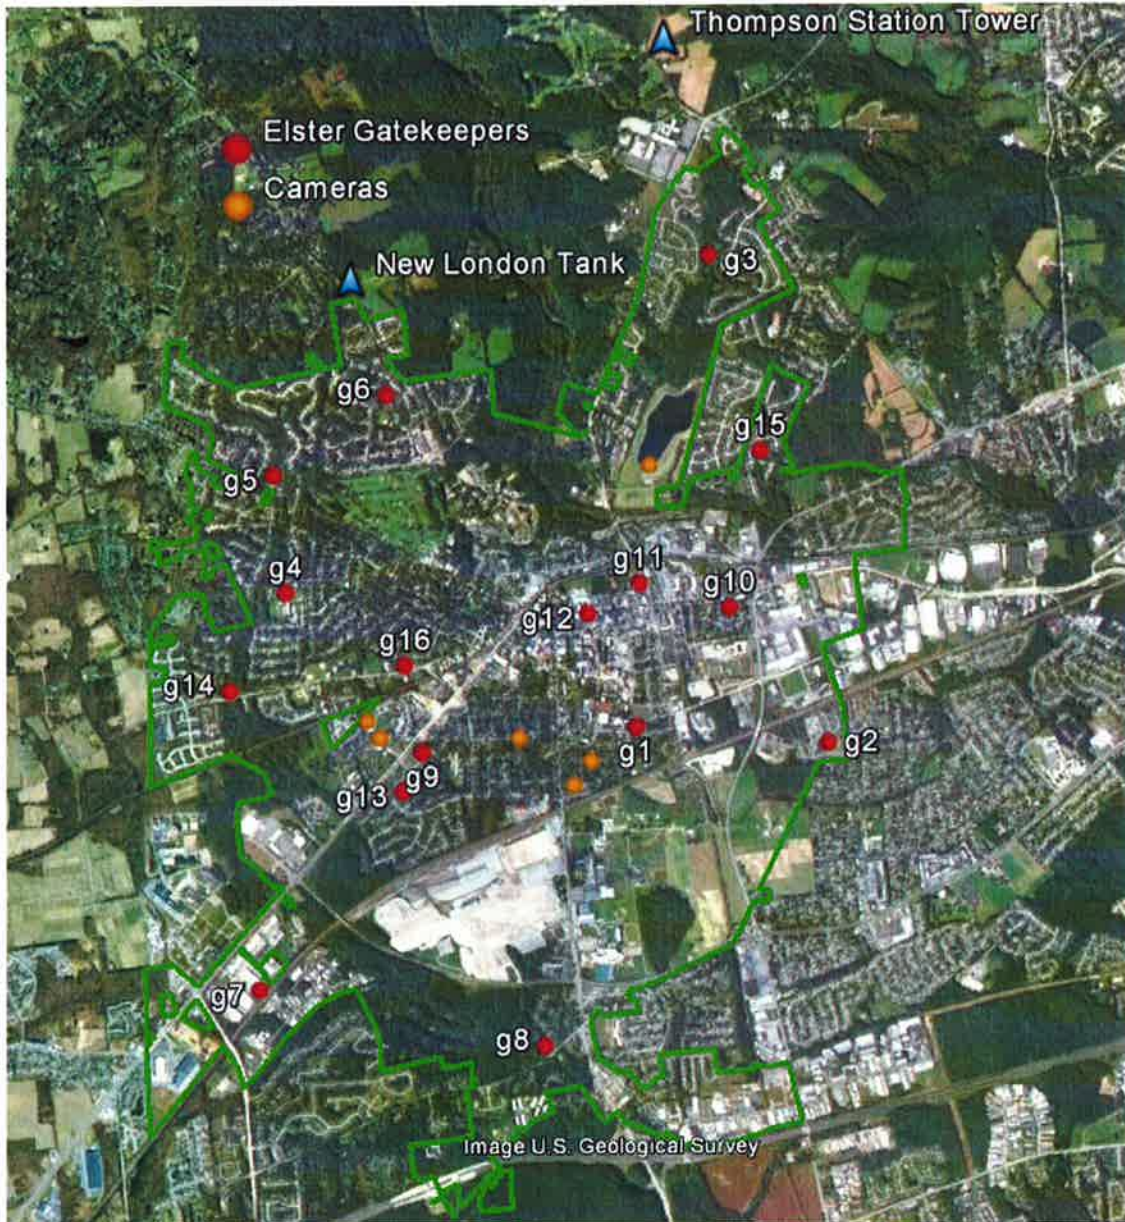 Thompson Station Tower
Elster Gatekeepers
Cameras
New London Tank
g3
g6
g15
g5
g4
g11
g10
g12
g16
g14
g1
g2
g9
g13
g7
g8
Image U.S. Geological Survey